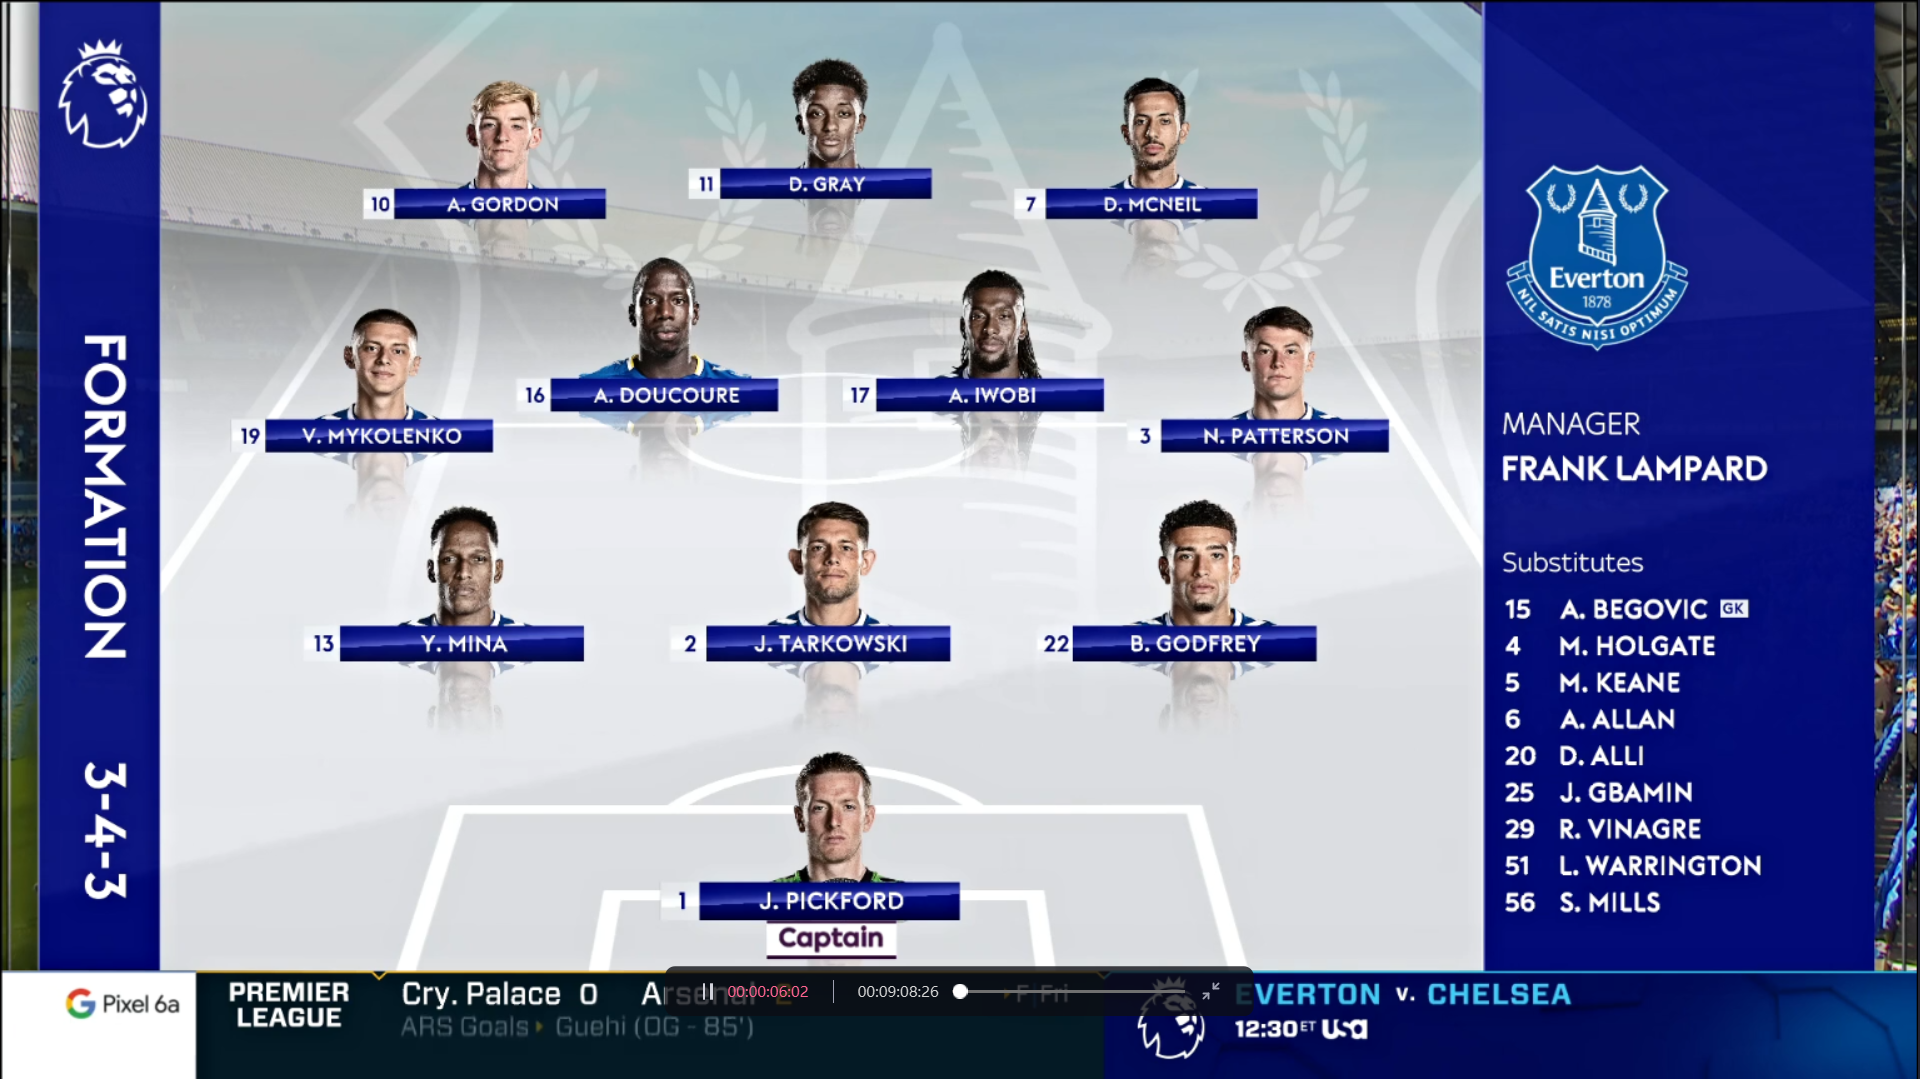 FORMATION 3-4-3
10 A. GORDON
11 D. GRAY
7 D. MCNEIL
19 V. MYKOLENKO
16 A. DOUCOURE
17 A. IWOBI
3 N. PATTERSON
13 Y. MINA
2 J. TARKOWSKI
22 B. GODFREY
1 J. PICKFORD
Captain
Everton
1878
NIL SATIS NISI OPTIMUM
MANAGER
FRANK LAMPARD
Substitutes
15 A. BEGOVIC GK
4 M. HOLGATE
5 M. KEANE
6 A. ALLAN
20 D. ALLI
25 J. GBAMIN
29 R. VINAGRE
51 L. WARRINGTON
56 S. MILLS
G Pixel 6a
PREMIER
LEAGUE
Cry. Palace 0 Arsenal 2 F Fri
ARS Goals Guehi (OG - 85')
00:00:06:02 00:09:08:26
EVERTON v. CHELSEA
12:30 ET USA